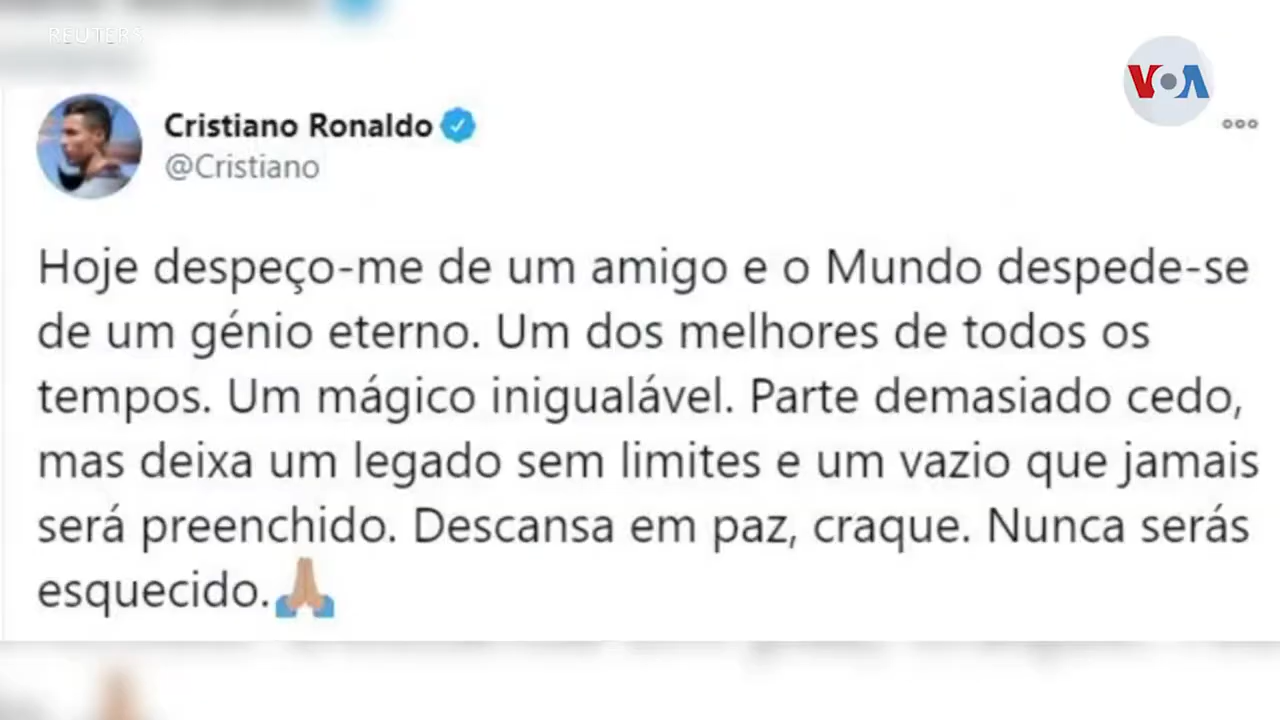 REUTERS
VOA
Cristiano Ronaldo
@Cristiano
Hoje despeço-me de um amigo e o Mundo despede-se
de um génio eterno. Um dos melhores de todos os
tempos. Um mágico inigualável. Parte demasiado cedo,
mas deixa um legado sem limites e um vazio que jamais
será preenchido. Descansa em paz, craque. Nunca serás
esquecido.🙏🏽